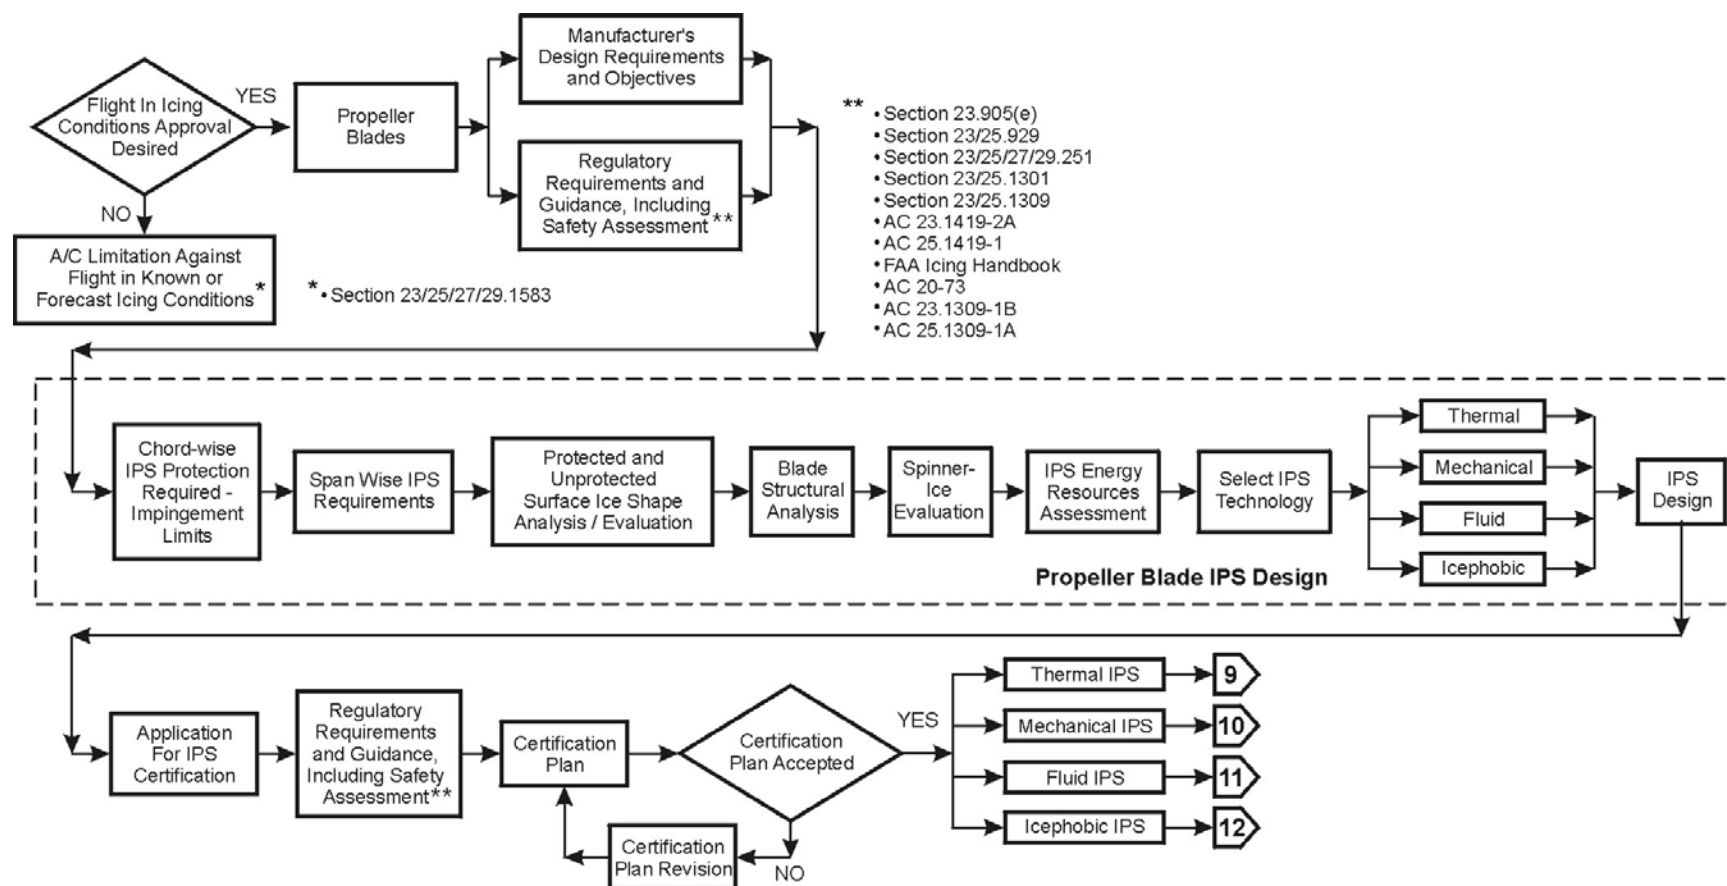 Flight In Icing
Conditions Approval
Desired
YES
NO
A/C Limitation Against
Flight in Known or
Forecast Icing Conditions*
* • Section 23/25/27/29.1583
Propeller
Blades
Manufacturer's
Design Requirements
and Objectives
Regulatory
Requirements and
Guidance, Including
Safety Assessment**
** • Section 23.905(e)
• Section 23/25.929
• Section 23/25/27/29.251
• Section 23/25.1301
• Section 23/25.1309
• AC 23.1419-2A
• AC 25.1419-1
• FAA Icing Handbook
• AC 20-73
• AC 23.1309-1B
• AC 25.1309-1A
Chord-wise
IPS Protection
Required -
Impingement
Limits
Span Wise IPS
Requirements
Protected and
Unprotected
Surface Ice Shape
Analysis / Evaluation
Blade
Structural
Analysis
Spinner-
Ice
Evaluation
IPS Energy
Resources
Assessment
Select IPS
Technology
Thermal
Mechanical
Fluid
Icephobic
IPS
Design
Propeller Blade IPS Design
Application
For IPS
Certification
Regulatory
Requirements
and Guidance,
Including Safety
Assessment**
Certification
Plan
Certification
Plan Accepted
YES
NO
Certification
Plan Revision
Thermal IPS
9
Mechanical IPS
10
Fluid IPS
11
Icephobic IPS
12